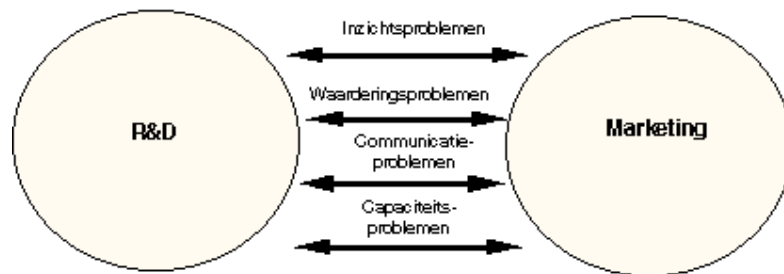 Inzichtsproblemen
Waarderingsproblemen
R&D
Marketing
Communicatie-
problemen
Capaciteits-
problemen